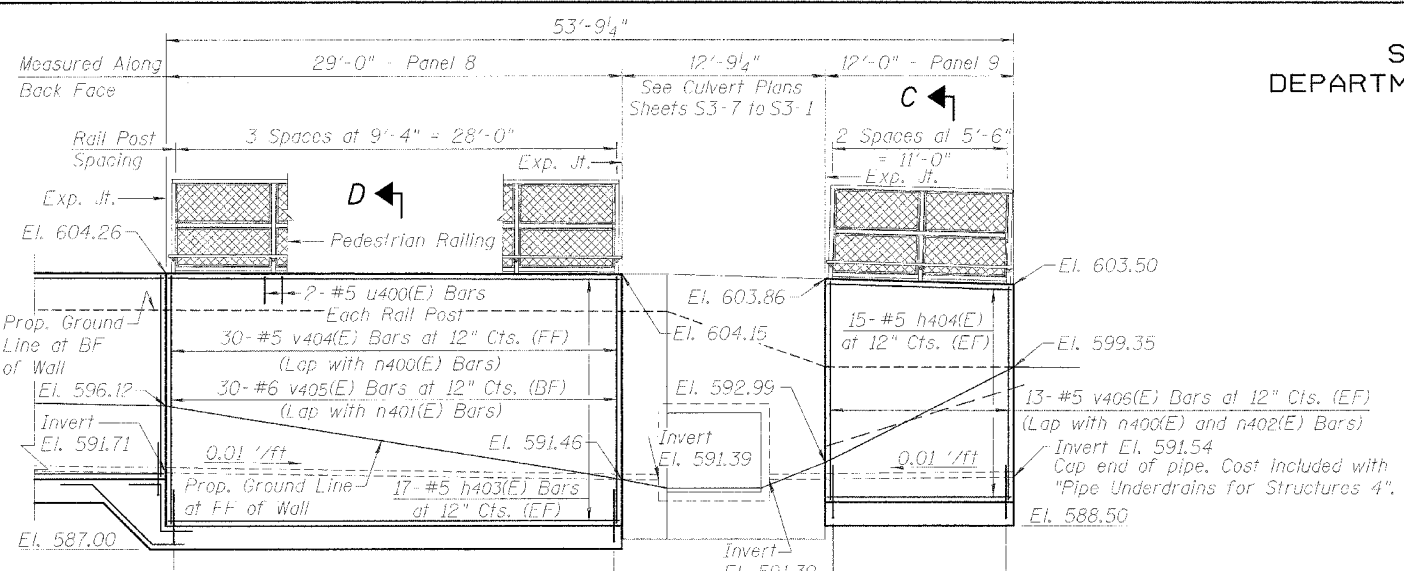 53'-9¼"
Measured Along
Back Face
29'-0" - Panel 8
12'-9¼"
12'-0" - Panel 9
See Culvert Plans
Sheets S3-7 to S3-1
C
S
DEPARTM
Rail Post
Spacing
3 Spaces at 9'-4" = 28'-0"
2 Spaces at 5'-6"
= 11'-0"
Exp. Jt.
Exp. Jt.
Exp. Jt.
D
El. 604.26
Pedestrian Railing
El. 603.50
2- #5 u400(E) Bars
Each Rail Post
El. 603.86
El. 604.15
Prop. Ground
Line at BF
of Wall
30- #5 v404(E) Bars at 12" Cts. (FF)
(Lap with n400(E) Bars)
15- #5 h404(E)
at 12" Cts. (EF)
El. 599.35
El. 596.12
30- #6 v405(E) Bars at 12" Cts. (BF)
(Lap with n401(E) Bars)
El. 592.99
13- #5 v406(E) Bars at 12" Cts. (EF)
(Lap with n400(E) and n402(E) Bars)
Invert
El. 591.71
El. 591.46
Invert
El. 591.39
0.01 '/ft
0.01 '/ft
Invert El. 591.54
Cap end of pipe. Cost included with
"Pipe Underdrains for Structures 4".
Prop. Ground Line
at FF of Wall
17- #5 h403(E) Bars
at 12" Cts. (EF)
El. 587.00
El. 588.50
Invert